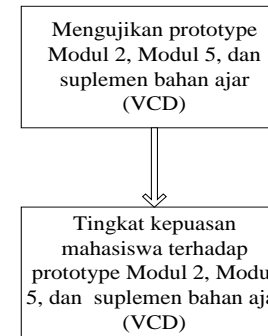 Mengujikan prototype
Modul 2, Modul 5, dan
suplemen bahan ajar
(VCD)
Tingkat kepuasan
mahasiswa terhadap
prototype Modul 2, Modu
5, dan suplemen bahan aja
(VCD)